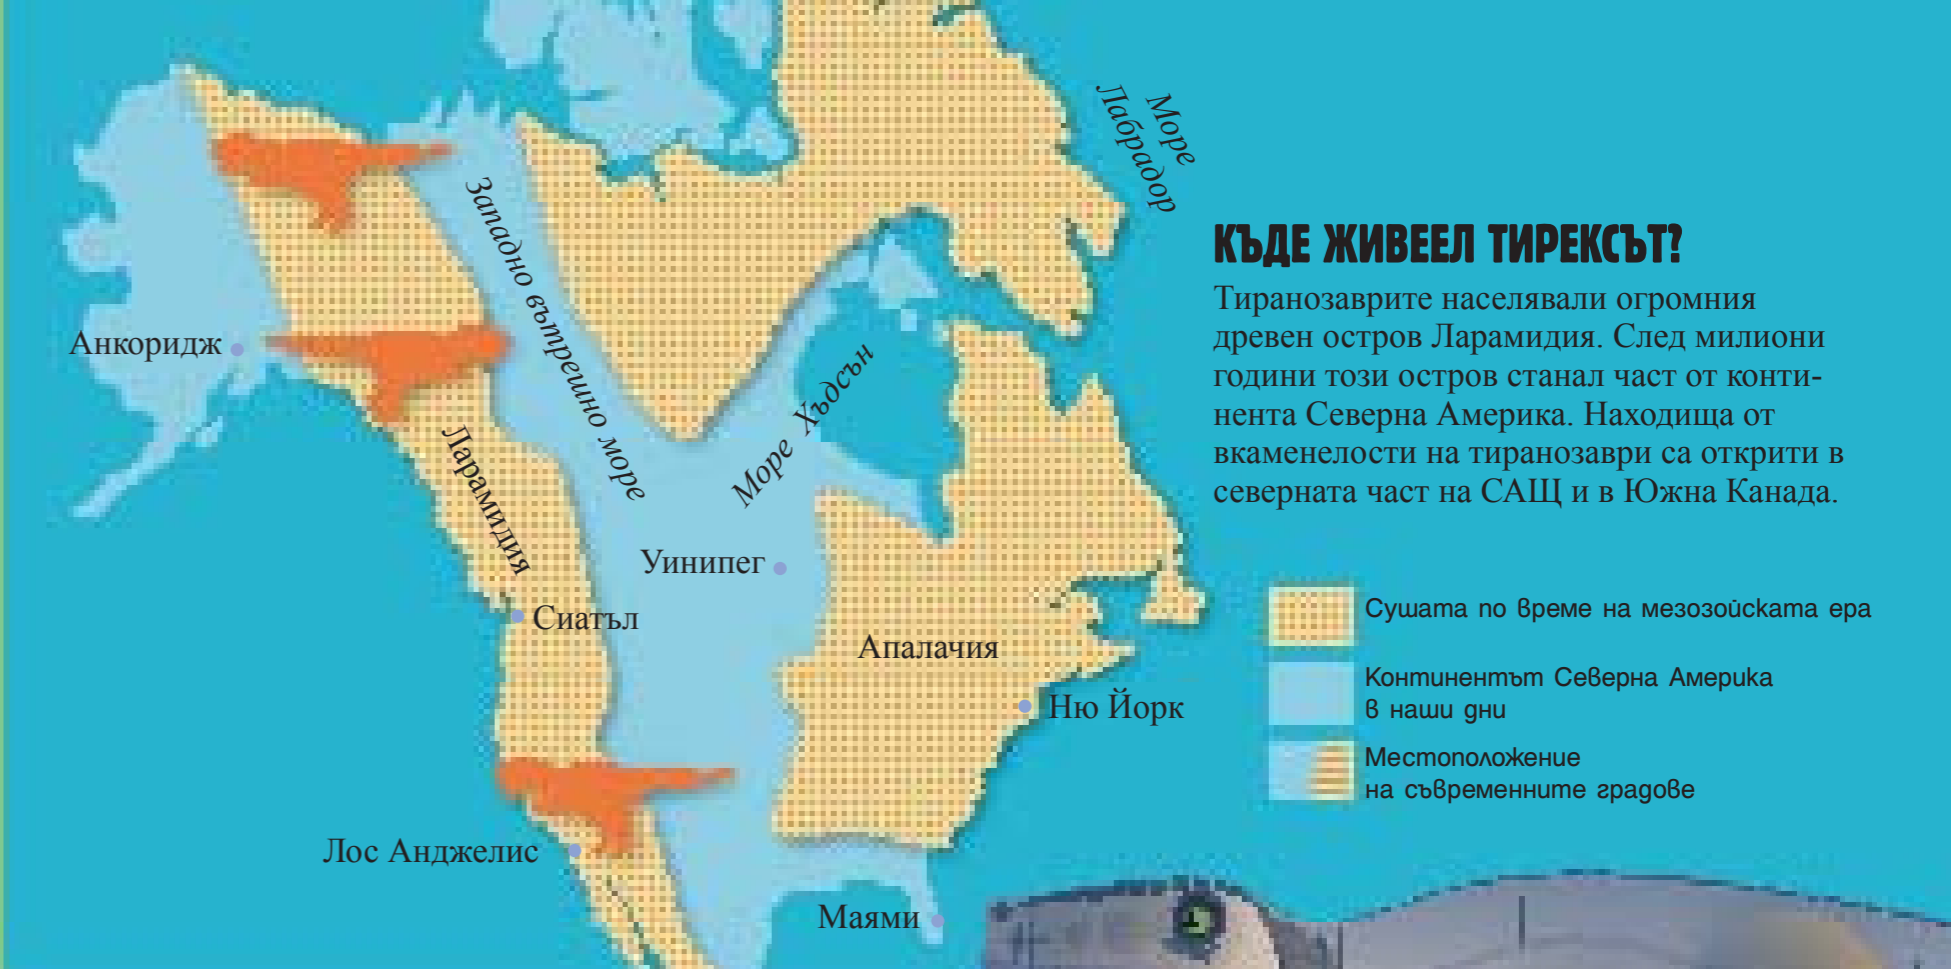 Море
Лабрадор
Западно вътрешно море
Анкоридж
Море Хъдсън
Ларамидия
Уинипег
Сиатъл
Апалачия
Ню Йорк
Лос Анджелис
Маями
КЪДЕ ЖИВЕЕЛ ТИРЕКСЪТ?
Тиранозаврите населявали огромния
древен остров Ларамидия. След милиони
години този остров станал част от конти-
нента Северна Америка. Находища от
вкаменелости на тиранозаври са открити в
северната част на САЩ и в Южна Канада.
Сушата по време на мезозойската ера
Континентът Северна Америка
в наши дни
Местоположение
на съвременните градове